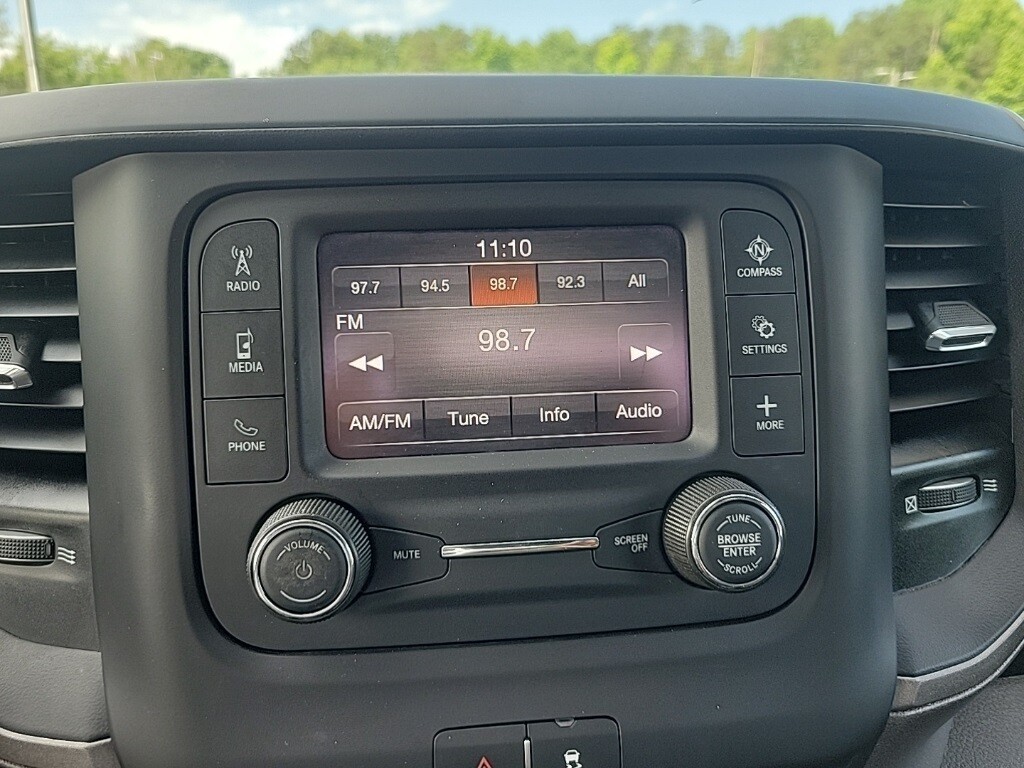 11:10
97.7 94.5 98.7 92.3 All
FM
98.7
AM/FM Tune Info Audio
RADIO
MEDIA
PHONE
N
COMPASS
SETTINGS
MORE
VOLUME
MUTE
SCREEN
OFF
TUNE
BROWSE
ENTER
SCROLL